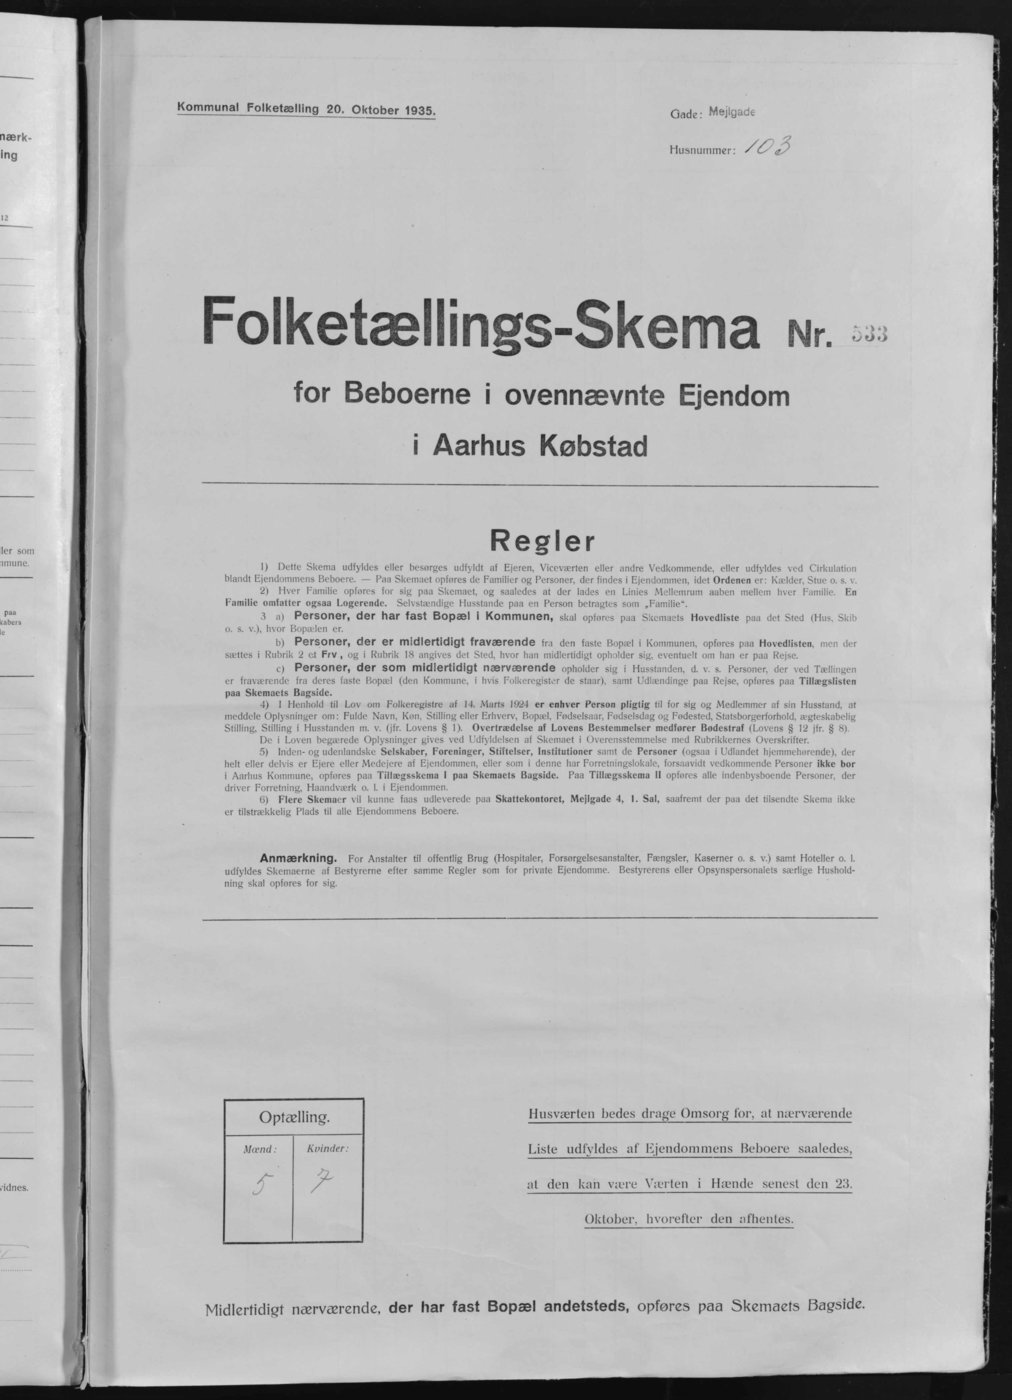 Kommunal Folketælling 20. Oktober 1935.
Gade: Mejlgade
Husnummer: 103
Folketællings-Skema Nr. 533
for Beboerne i ovennævnte Ejendom
i Aarhus Købstad
Regler
1) Dette Skema udfyldes eller besørges udfyldt af Ejeren, Viceværten eller andre Vedkommende, eller udfyldes ved Cirkulation
blandt Ejendommens Beboere. — Paa Skemaet opføres de Familier og Personer, der findes i Ejendommen, idet Ordenen er: Kælder, Stue o. s. v.
2) Hver Familie opføres for sig paa Skemaet, og saaledes at der lades en Linies Mellemrum aaben mellem hver Familie. En
Familie omfatter ogsaa Logerende. Selvstændige Husstande paa en Person betragtes som „Familie“.
3 a) Personer, der har fast Bopæl i Kommunen, skal opføres paa Skemaets Hovedliste paa det Sted (Hus, Skib
o. s. v.), hvor Bopælen er.
b) Personer, der er midlertidigt fraværende fra den faste Bopæl i Kommunen, opføres paa Hovedlisten, men der
sættes i Rubrik 2 et Frv., og i Rubrik 18 angives det Sted, hvor han midlertidigt opholder sig, eventuelt om han er paa Rejse.
c) Personer, der som midlertidigt nærværende opholder sig i Husstanden, d. v. s. Personer, der ved Tællingen
er fraværende fra deres faste Bopæl (den Kommune, i hvis Folkeregister de staar), samt Udlændinge paa Rejse, opføres paa Tillægslisten
paa Skemaets Bagside.
4) I Henhold til Lov om Folkeregistre af 14. Marts 1924 er enhver Person pligtig til for sig og Medlemmer af sin Husstand, at
meddele Oplysninger om: Fulde Navn, Køn, Stilling eller Erhverv, Bopæl, Fødselsaar, Fødselsdag og Fødested, Statsborgerforhold, ægteskabelig
Stilling, Stilling i Husstanden m. v. (jfr. Lovens § 1). Overtrædelse af Lovens Bestemmelser medfører Bødestraf (Lovens § 12 jfr. § 8).
De i Loven begærede Oplysninger gives ved Udfyldelsen af Skemaet i Overensstemmelse med Rubrikkernes Overskrifter.
5) Inden- og udenlandske Selskaber, Foreninger, Stiftelser, Institutioner samt de Personer (ogsaa i Udlandet hjemmehørende), der
helt eller delvis er Ejere eller Medejere af Ejendommen, eller som i denne har Forretningslokale, forsaavidt vedkommende Personer ikke bor
i Aarhus Kommune, opføres paa Tillægsskema I paa Skemaets Bagside. Paa Tillægsskema II opføres alle indenbysboende Personer, der
driver Forretning, Haandværk o. l. i Ejendommen.
6) Flere Skemaer vil kunne faas udleverede paa Skattekontoret, Mejlgade 4, 1. Sal, saafremt der paa det tilsendte Skema ikke
er tilstrækkelig Plads til alle Ejendommens Beboere.
Anmærkning. For Anstalter til offentlig Brug (Hospitaler, Forsørgelsesanstalter, Fængsler, Kaserner o. s. v.) samt Hoteller o. l.
udfyldes Skemaerne af Bestyrerne efter samme Regler som for private Ejendomme. Bestyrerens eller Opsynspersonalets særlige Hushold-
ning skal opføres for sig.
Optælling.
Mænd: Kvinder:
5 7
Husværten bedes drage Omsorg for, at nærværende
Liste udfyldes af Ejendommens Beboere saaledes,
at den kan være Værten i Hænde senest den 23.
Oktober, hvorefter den afhentes.
Midlertidigt nærværende, der har fast Bopæl andetsteds, opføres paa Skemaets Bagside.